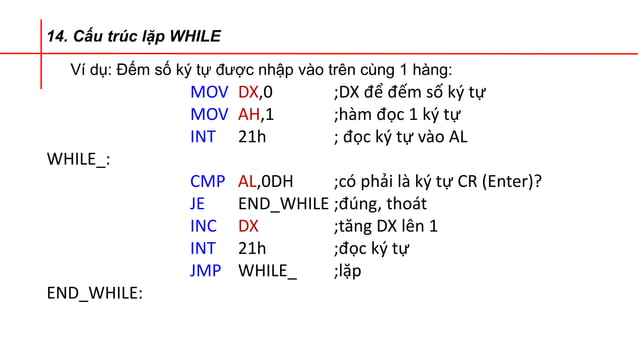 14. Cấu trúc lặp WHILE
Ví dụ: Đếm số ký tự được nhập vào trên cùng 1 hàng:
MOV DX,0 ;DX để đếm số ký tự
MOV AH,1 ;hàm đọc 1 ký tự
INT 21h ; đọc ký tự vào AL
WHILE_:
CMP AL,0DH ;có phải là ký tự CR (Enter)?
JE END_WHILE ;đúng, thoát
INC DX ;tăng DX lên 1
INT 21h ;đọc ký tự
JMP WHILE_ ;lặp
END_WHILE: